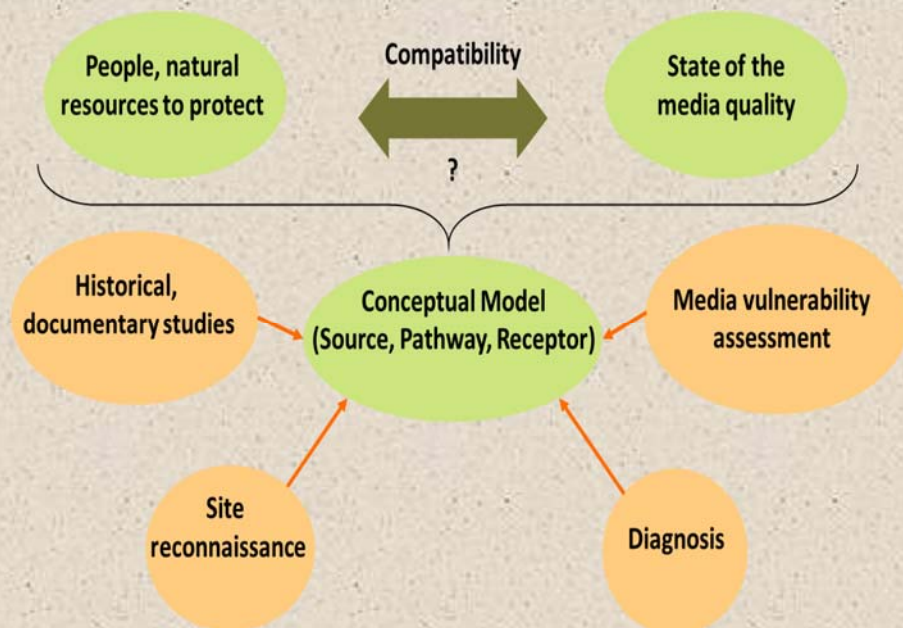 People, natural
resources to protect
Compatibility
?
State of the
media quality
Historical,
documentary studies
Conceptual Model
(Source, Pathway, Receptor)
Media vulnerability
assessment
Site
reconnaissance
Diagnosis